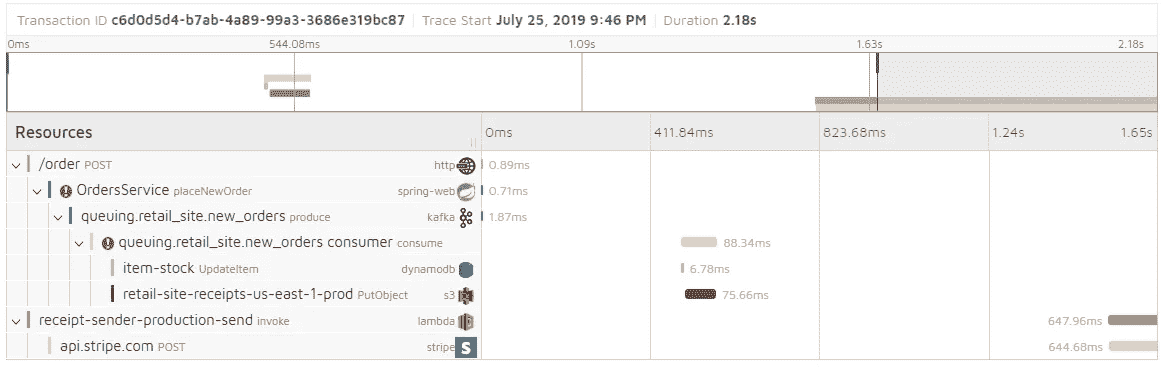 Transaction ID c6d0d5d4-b7ab-4a89-99a3-3686e319bc87 | Trace Start July 25, 2019 9:46 PM | Duration 2.18s
0ms 544.08ms 1.09s 1.63s 2.18s
Resources 0ms 411.84ms 823.68ms 1.24s 1.65s
/order POST http 0.89ms
OrdersService placeNewOrder spring-web 0.71ms
queuing.retail_site.new_orders produce kafka 1.87ms
queuing.retail_site.new_orders consumer consume 88.34ms
item-stock UpdateItem dynamodb 6.78ms
retail-site-receipts-us-east-1-prod PutObject s3 75.66ms
receipt-sender-production-send invoke lambda 647.96ms
api.stripe.com POST stripe S 644.68ms